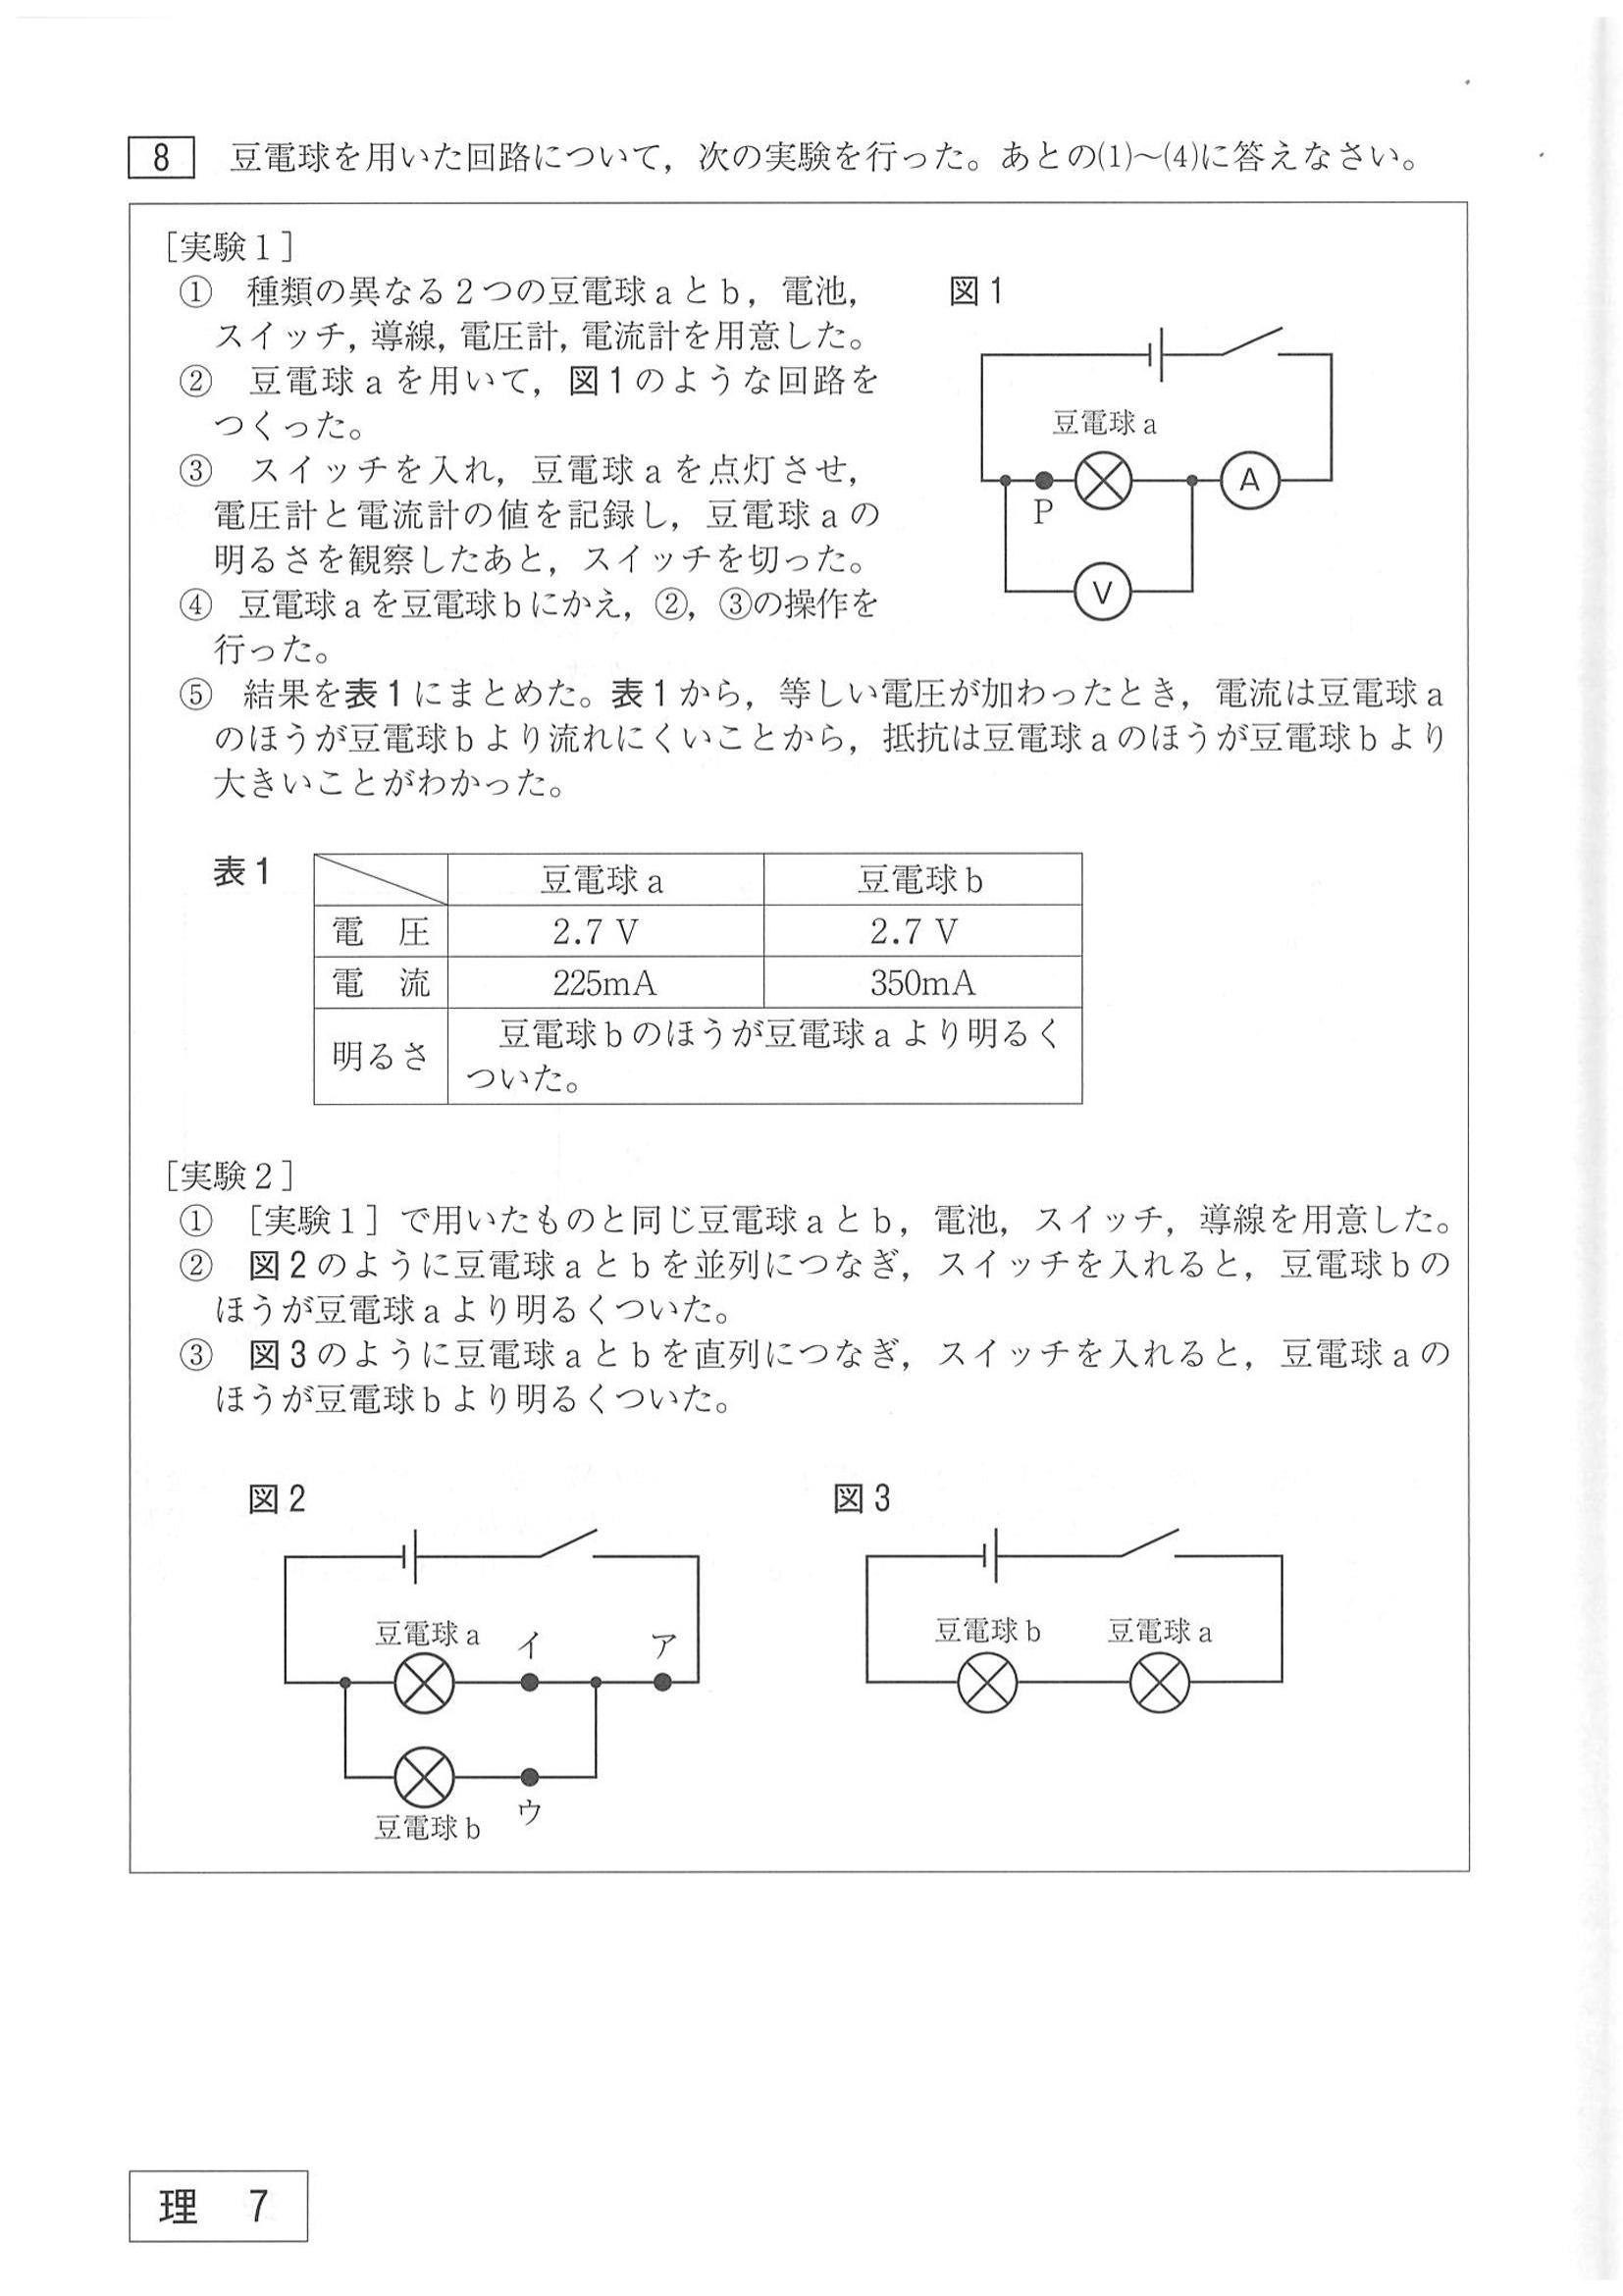 8 豆電球を用いた回路について，次の実験を行った。あとの⑴～⑷に答えなさい。
［実験１］
① 種類の異なる２つの豆電球ａとｂ，電池，
スイッチ，導線，電圧計，電流計を用意した。
② 豆電球ａを用いて，図１のような回路を
つくった。
③ スイッチを入れ，豆電球ａを点灯させ，
電圧計と電流計の値を記録し，豆電球ａの
明るさを観察したあと，スイッチを切った。
④ 豆電球ａを豆電球ｂにかえ，②，③の操作を
行った。
図１
豆電球ａ
P
A
V
⑤ 結果を表１にまとめた。表１から，等しい電圧が加わったとき，電流は豆電球ａ
のほうが豆電球ｂより流れにくいことから，抵抗は豆電球ａのほうが豆電球ｂより
大きいことがわかった。
表１
豆電球ａ 豆電球ｂ
電　圧 2.7 V 2.7 V
電　流 225mA 350mA
明るさ 豆電球ｂのほうが豆電球ａより明るく
ついた。
［実験２］
① ［実験１］で用いたものと同じ豆電球ａとｂ，電池，スイッチ，導線を用意した。
② 図２のように豆電球ａとｂを並列につなぎ，スイッチを入れると，豆電球ｂの
ほうが豆電球ａより明るくついた。
③ 図３のように豆電球ａとｂを直列につなぎ，スイッチを入れると，豆電球ａの
ほうが豆電球ｂより明るくついた。
図２
豆電球ａ イ ア
豆電球ｂ ウ
図３
豆電球ｂ 豆電球ａ
理　7